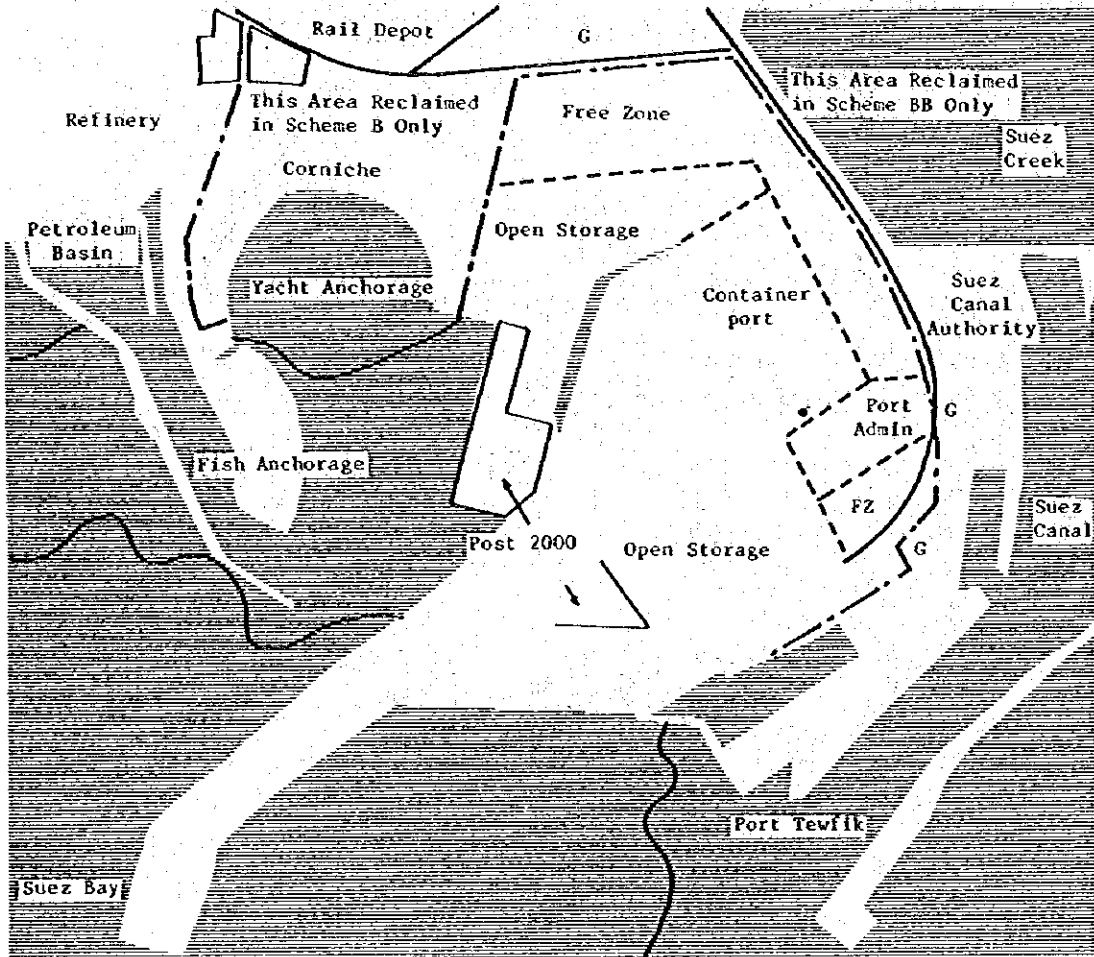 Rail Depot
G
This Area Reclaimed
in Scheme BB Only
This Area Reclaimed
in Scheme B Only
Free Zone
Refinery
Suez
Creek
Corniche
Petroleum
Basin
Open Storage
Yacht Anchorage
Container
port
Suez
Canal
Authority
Port
Admin
G
Fish Anchorage
FZ
Suez
Canal
Post 2000
Open Storage
G
Port Tewfik
Suez Bay